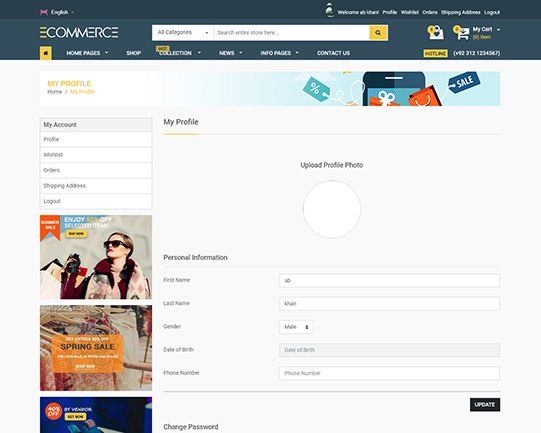 English
Welcome ab khan! Profile Wishlist Orders Shipping Address Logout
ECOMMERCE
All Categories
Search entire store here...
0
0
My Cart
(0) item
HOT
HOME PAGES SHOP COLLECTION NEWS INFO PAGES CONTACT US
HOTLINE (+92 312 1234567)
MY PROFILE
Home / My Profile
%
SALE
My Account
Profile
Wishlist
Orders
Shipping Address
Logout
SUMMER
SALE
ENJOY 50% OFF
SELECTED ITEMS
BUY NOW
GET EXTRA 30% OFF
SPRING SALE
SHOP NOW
40%
OFF
BY VENDOR
My Profile
Upload Profile Photo
Personal Information
First Name
ab
Last Name
khan
Gender
Male
Date of Birth
Date of Birth
Phone Number
Phone Number
UPDATE
Change Password